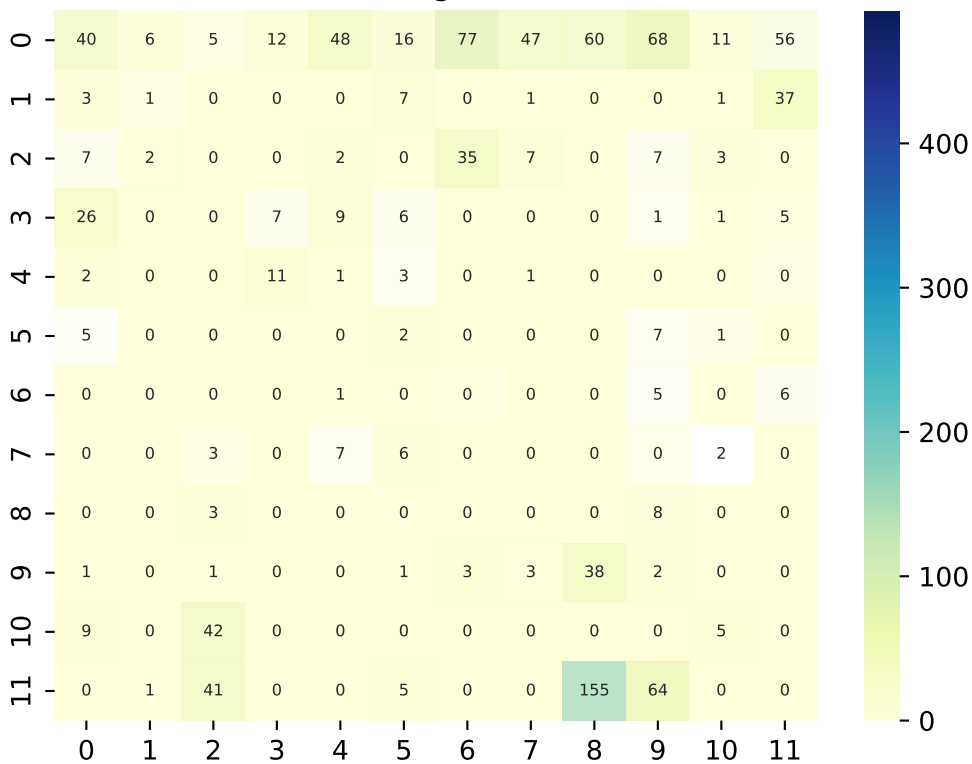 0 40 6 5 12 48 16 77 47 60 68 11 56
1 3 1 0 0 0 7 0 1 0 0 1 37
400
2 7 2 0 0 2 0 35 7 0 7 3 0
3 26 0 0 7 9 6 0 0 0 1 1 5
300
4 2 0 0 11 1 3 0 1 0 0 0 0
5 5 0 0 0 0 2 0 0 0 7 1 0
6 0 0 0 0 1 0 0 0 0 5 0 6
200
7 0 0 3 0 7 6 0 0 0 0 2 0
8 0 0 3 0 0 0 0 0 0 8 0 0
9 1 0 1 0 0 1 3 3 38 2 0 0
100
10 9 0 42 0 0 0 0 0 0 0 5 0
11 0 1 41 0 0 5 0 0 155 64 0 0
0
0 1 2 3 4 5 6 7 8 9 10 11